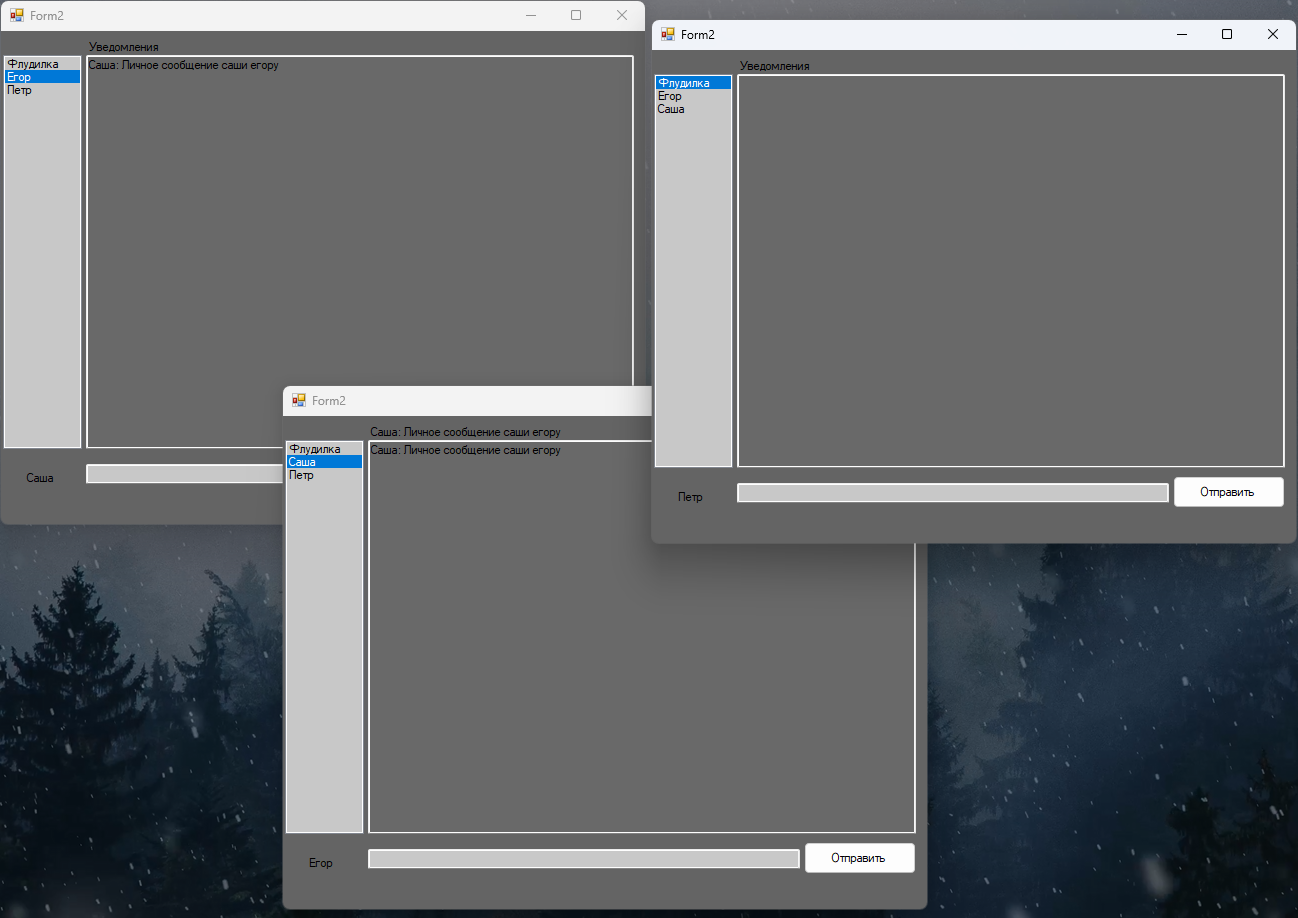 Form2
Уведомления
Флудилка
Егор
Петр
Саша: Личное сообщение саши егору
Саша
Form2
Уведомления
Флудилка
Егор
Саша
Петр
Отправить
Form2
Саша: Личное сообщение саши егору
Флудилка
Саша
Петр
Саша: Личное сообщение саши егору
Егор
Отправить